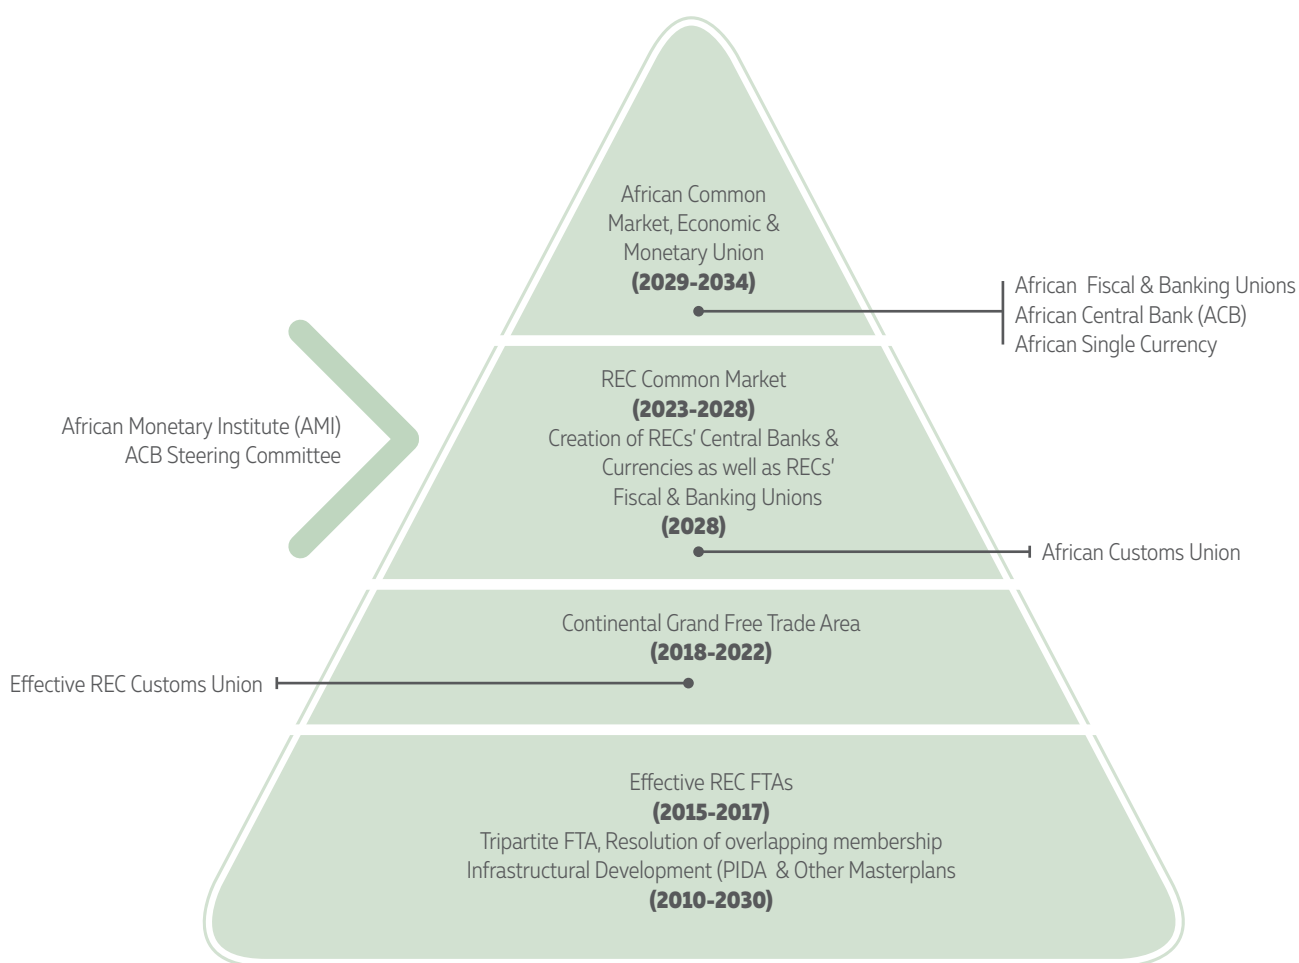 African Common
Market, Economic &
Monetary Union
(2029-2034)
African Fiscal & Banking Unions
African Central Bank (ACB)
African Single Currency
REC Common Market
(2023-2028)
Creation of RECs' Central Banks &
Currencies as well as RECs'
Fiscal & Banking Unions
(2028)
African Monetary Institute (AMI)
ACB Steering Committee
African Customs Union
Continental Grand Free Trade Area
(2018-2022)
Effective REC Customs Union
Effective REC FTAs
(2015-2017)
Tripartite FTA, Resolution of overlapping membership
Infrastructural Development (PIDA & Other Masterplans
(2010-2030)